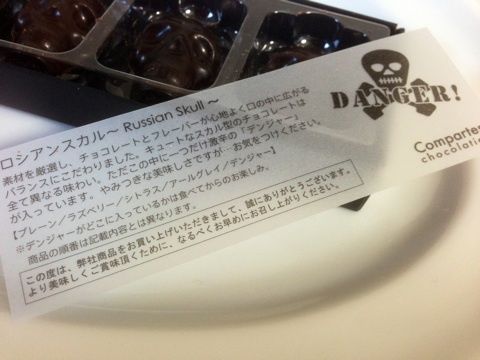 ロシアンスカル〜 Russian Skull 〜
素材を厳選し、チョコレートとフレーバーが心地よく口の中に広がる
バランスにこだわりました。キュートなスカル型のチョコレートは
全て異なる味わい。ただこの中に一つだけ激辛の「デンジャー」
が入っています。やみつきな美味しさですが…お気をつけください。
【プレーン/ラズベリー/シトラス/アールグレイ/デンジャー】
※デンジャーがどこに入っているかは食べてからのお楽しみ。
商品の順番は記載内容とは異なります。
この度は、弊社商品をお買い上げいただきまして、誠にありがとうございます。
より美味しくご賞味頂くために、なるべくお早めにお召し上がりください。
DANGER!
Compartes
chocolatie